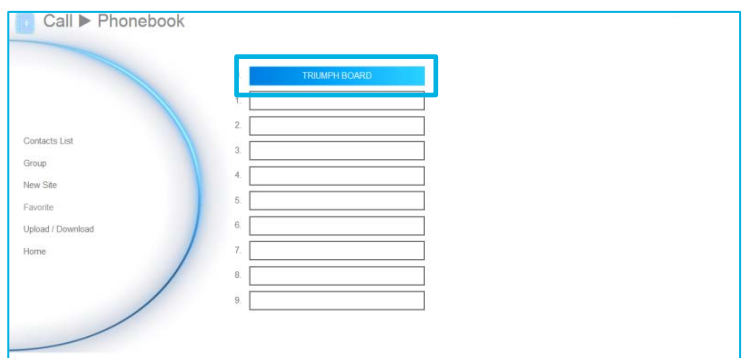 Call ▶ Phonebook
Contacts List
Group
New Site
Favorite
Upload / Download
Home
TRIUMPH BOARD
1.
2.
3.
4.
5.
6.
7.
8.
9.